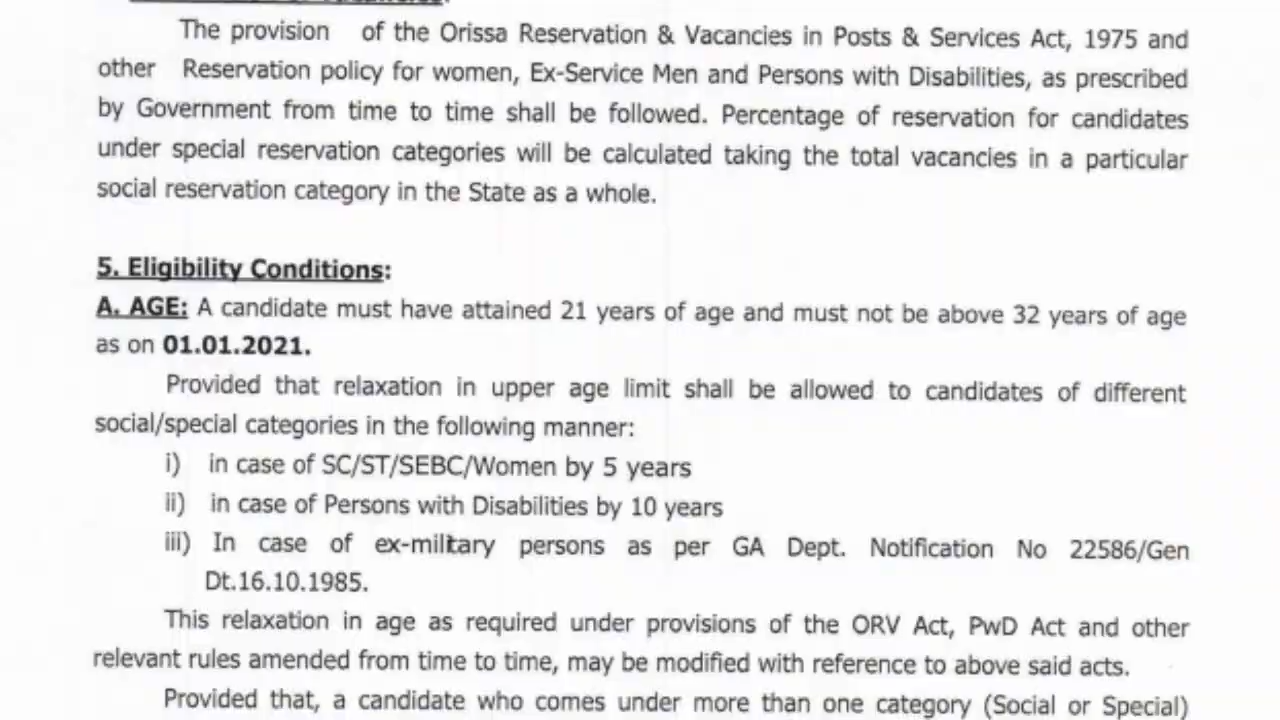 The provision of the Orissa Reservation & Vacancies in Posts & Services Act, 1975 and
other Reservation policy for women, Ex-Service Men and Persons with Disabilities, as prescribed
by Government from time to time shall be followed. Percentage of reservation for candidates
under special reservation categories will be calculated taking the total vacancies in a particular
social reservation category in the State as a whole.
5. Eligibility Conditions:
A. AGE: A candidate must have attained 21 years of age and must not be above 32 years of age
as on 01.01.2021.
Provided that relaxation in upper age limit shall be allowed to candidates of different
social/special categories in the following manner:
i) in case of SC/ST/SEBC/Women by 5 years
ii) in case of Persons with Disabilities by 10 years
iii) In case of ex-military persons as per GA Dept. Notification No 22586/Gen
Dt.16.10.1985.
This relaxation in age as required under provisions of the ORV Act, PwD Act and other
relevant rules amended from time to time, may be modified with reference to above said acts.
Provided that, a candidate who comes under more than one category (Social or Special)